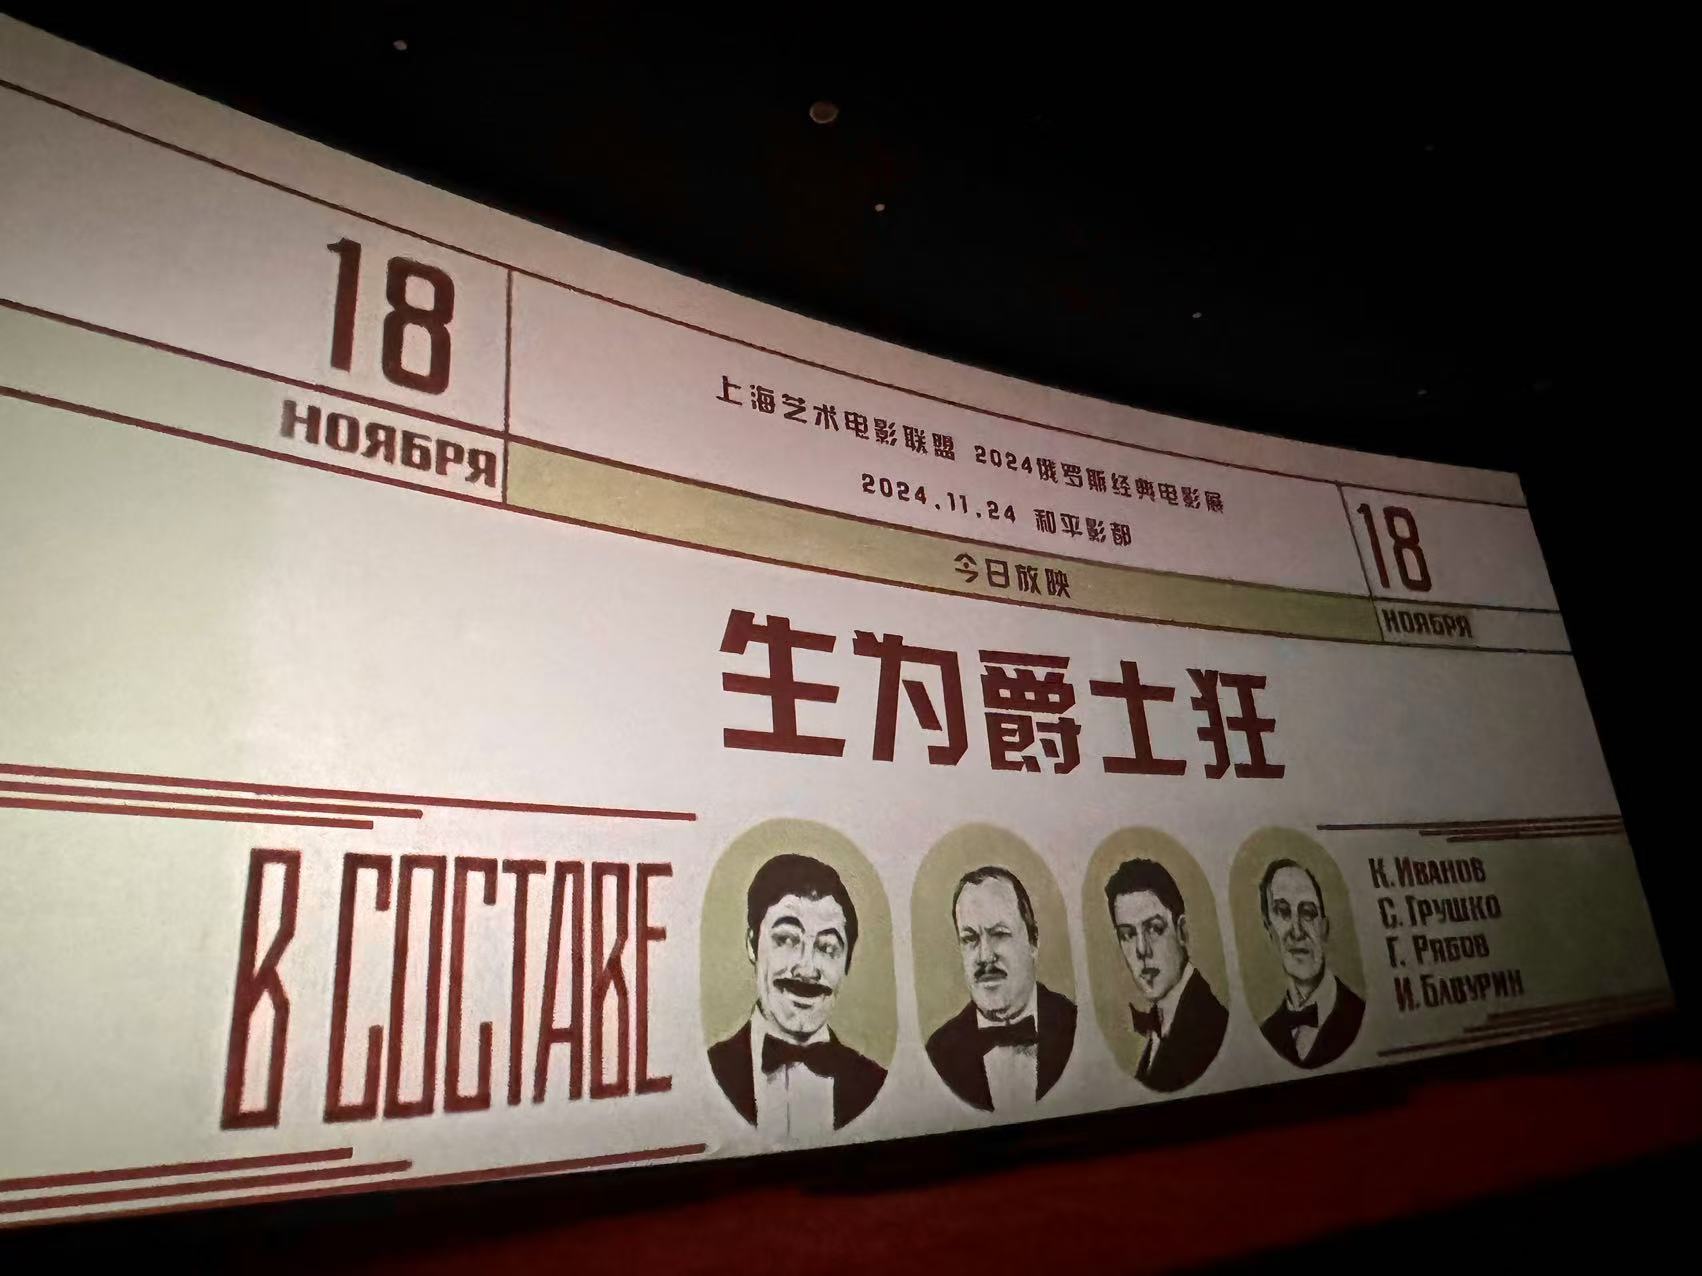 18
НОЯБРЯ
上海艺术电影联盟 2024俄罗斯经典电影展
2024.11.24 和平影都
今日放映
18
НОЯБРЯ
生为爵士狂
В СОСТАВЕ
К. ИВАНОВ
С. ГРУШКО
Г. РЯБОВ
И. БАВУРИН